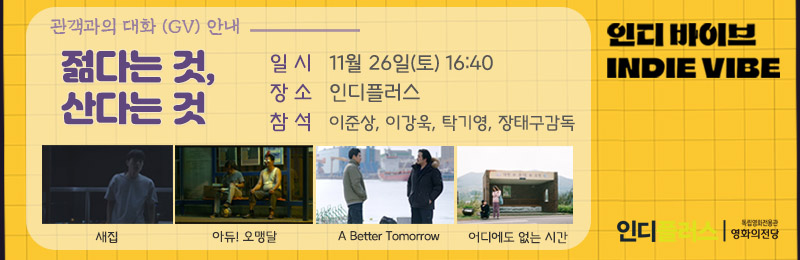 관객과의 대화 (GV) 안내
젊다는 것,
산다는 것
일 시 11월 26일(토) 16:40
장 소 인디플러스
참 석 이준상, 이강욱, 탁기영, 장태구감독
새집
아듀! 오맹달
A Better Tomorrow
어디에도 없는 시간
인디 바이브
INDIE VIBE
인디플러스
독립영화전용관
영화의전당